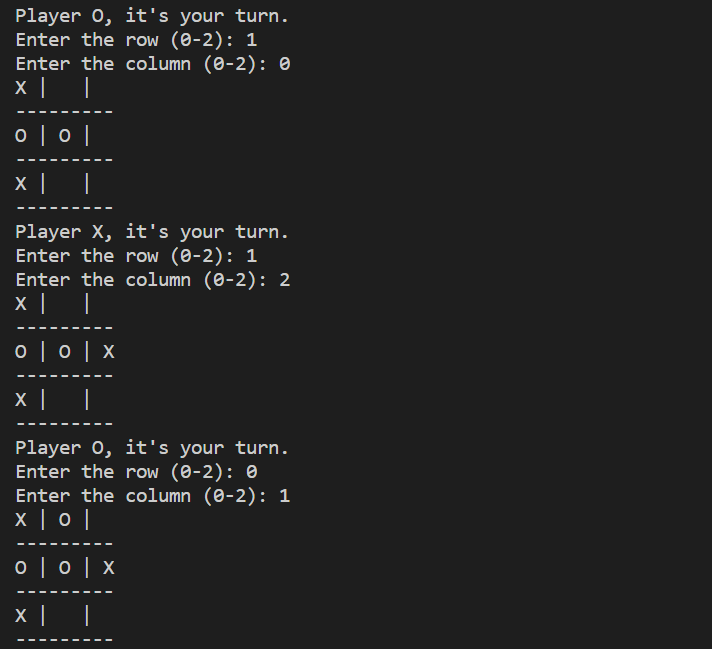 Player O, it's your turn.
Enter the row (0-2): 1
Enter the column (0-2): 0
X |   |
---------
O | O |
---------
X |   |
---------
Player X, it's your turn.
Enter the row (0-2): 1
Enter the column (0-2): 2
X |   |
---------
O | O | X
---------
X |   |
---------
Player O, it's your turn.
Enter the row (0-2): 0
Enter the column (0-2): 1
X | O |
---------
O | O | X
---------
X |   |
---------